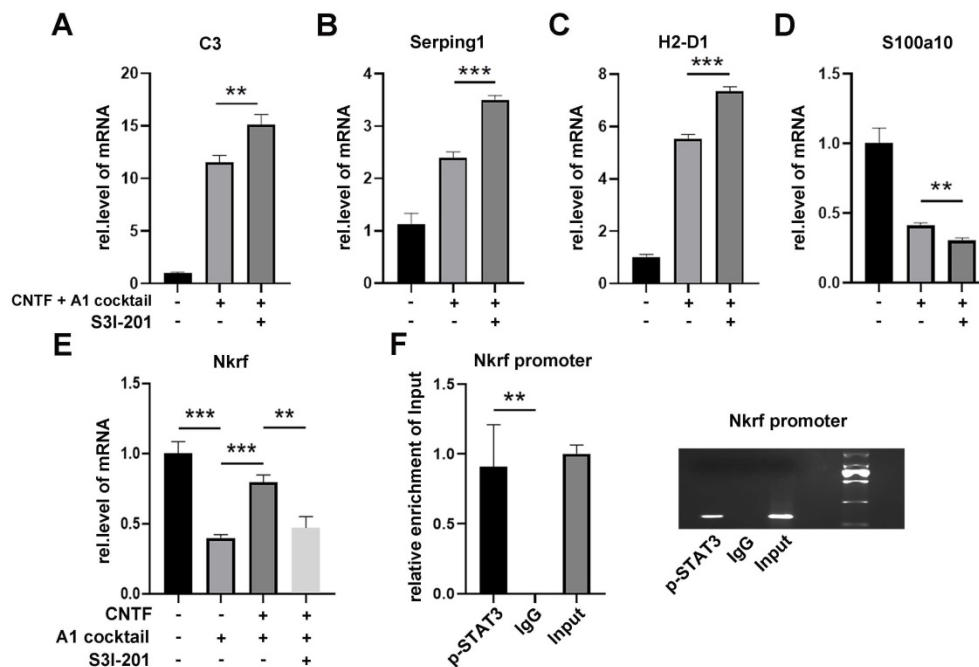 A
C3
rel.level of mRNA
20
15
10
5
0
**
CNTF + A1 cocktail - + +
S3I-201 - - +
B
Serping1
rel.level of mRNA
4
3
2
1
0
***
- + +
- - +
C
H2-D1
rel.level of mRNA
8
6
4
2
0
***
- + +
- - +
D
S100a10
rel.level of mRNA
1.5
1.0
0.5
0.0
**
- + +
- - +
E
Nkrf
rel.level of mRNA
1.5
1.0
0.5
0.0
*** *** **
CNTF - - + +
A1 cocktail - + + +
S3I-201 - - - +
F
Nkrf promoter
relative enrichment of Input
1.5
1.0
0.5
0.0
**
p-STAT3 IgG Input
Nkrf promoter
p-STAT3 IgG Input